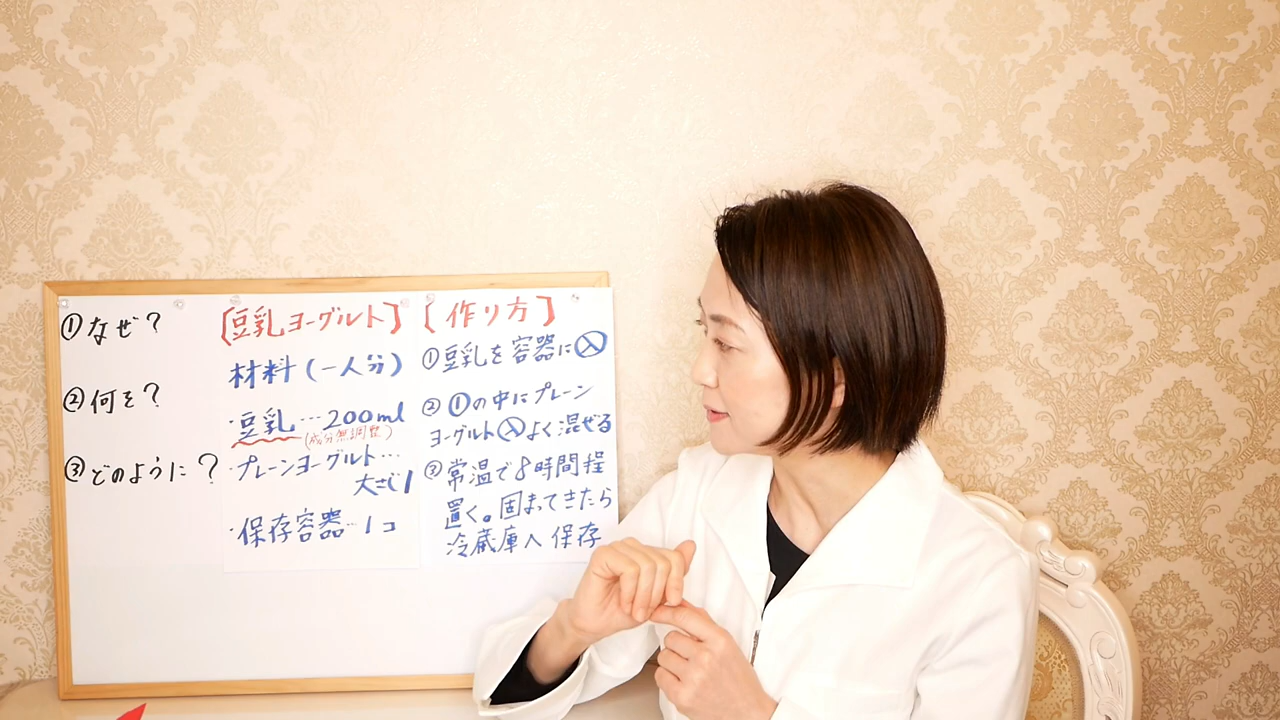 ①なぜ？
②何を？
③どのように？
[豆乳ヨーグルト]
材料(一人分)
・豆乳…200ml
(成分無調整)
・プレーンヨーグルト…
大さじ1
・保存容器…1コ
[作り方]
①豆乳を容器に入
②①の中にプレーン
ヨーグルト入よく混ぜる
③常温で8時間程
置く。固まってきたら
冷蔵庫へ保存